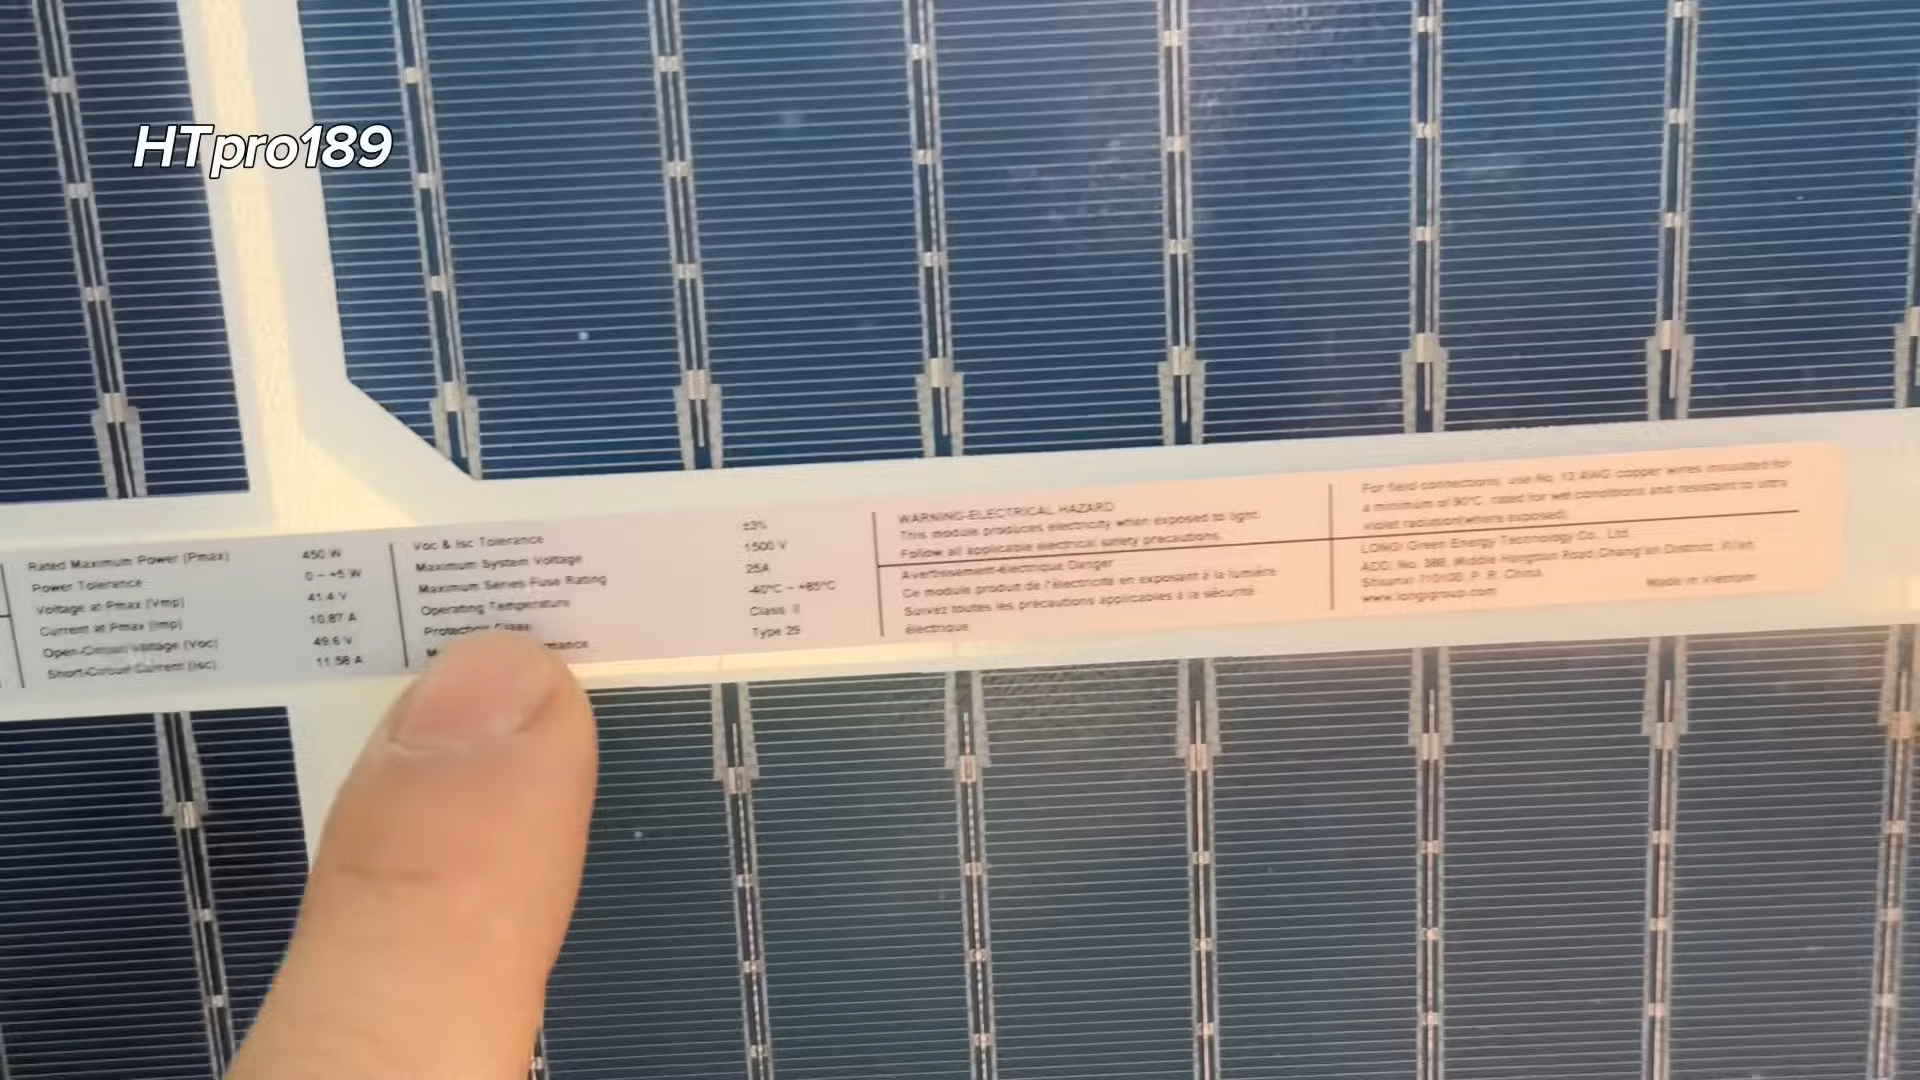 HTpro189
Rated Maximum Power (Pmax) 450 W
Power Tolerance 0 ~ +5 W
Voltage at Pmax (Vmp) 41.4 V
Current at Pmax (Imp) 10.87 A
Open-Circuit Voltage (Voc) 49.6 V
Short-Circuit Current (Isc) 11.58 A
Voc & Isc Tolerance ±3%
Maximum System Voltage 1500 V
Maximum Series Fuse Rating 25A
Operating Temperature -40°C ~ +85°C
Protection Class Class II
Type 29
WARNING-ELECTRICAL HAZARD
This module produces electricity when exposed to light.
Follow all applicable electrical safety precautions.
Avertissement-électrique Danger
Ce module produit de l'électricité en exposant à la lumière
Suivez toutes les précautions applicables à la sécurité
électrique
For field connections, use No. 12 AWG copper wires insulated for
a minimum of 90°C, rated for wet conditions and resistant to ultra
violet radiation(where exposed).
LONGi Green Energy Technology Co., Ltd.
ADD: No. 388, Middle Hangtian Road,Chang'an District, Xi'an,
Shaanxi 710100, P. R. China.
www.longigroup.com
Made in Vietnam